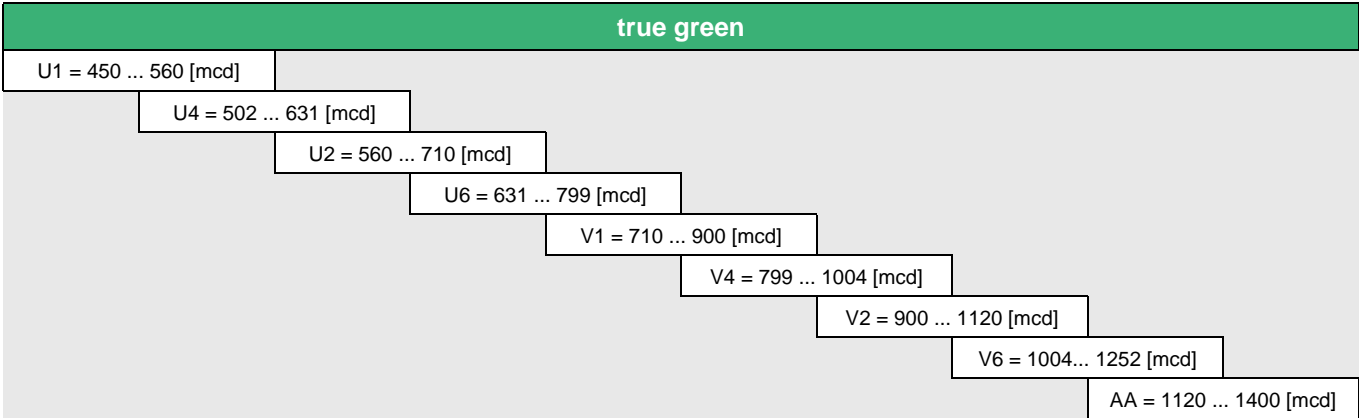 true green
U1 = 450 ... 560 [mcd]
U4 = 502 ... 631 [mcd]
U2 = 560 ... 710 [mcd]
U6 = 631 ... 799 [mcd]
V1 = 710 ... 900 [mcd]
V4 = 799 ... 1004 [mcd]
V2 = 900 ... 1120 [mcd]
V6 = 1004... 1252 [mcd]
AA = 1120 ... 1400 [mcd]